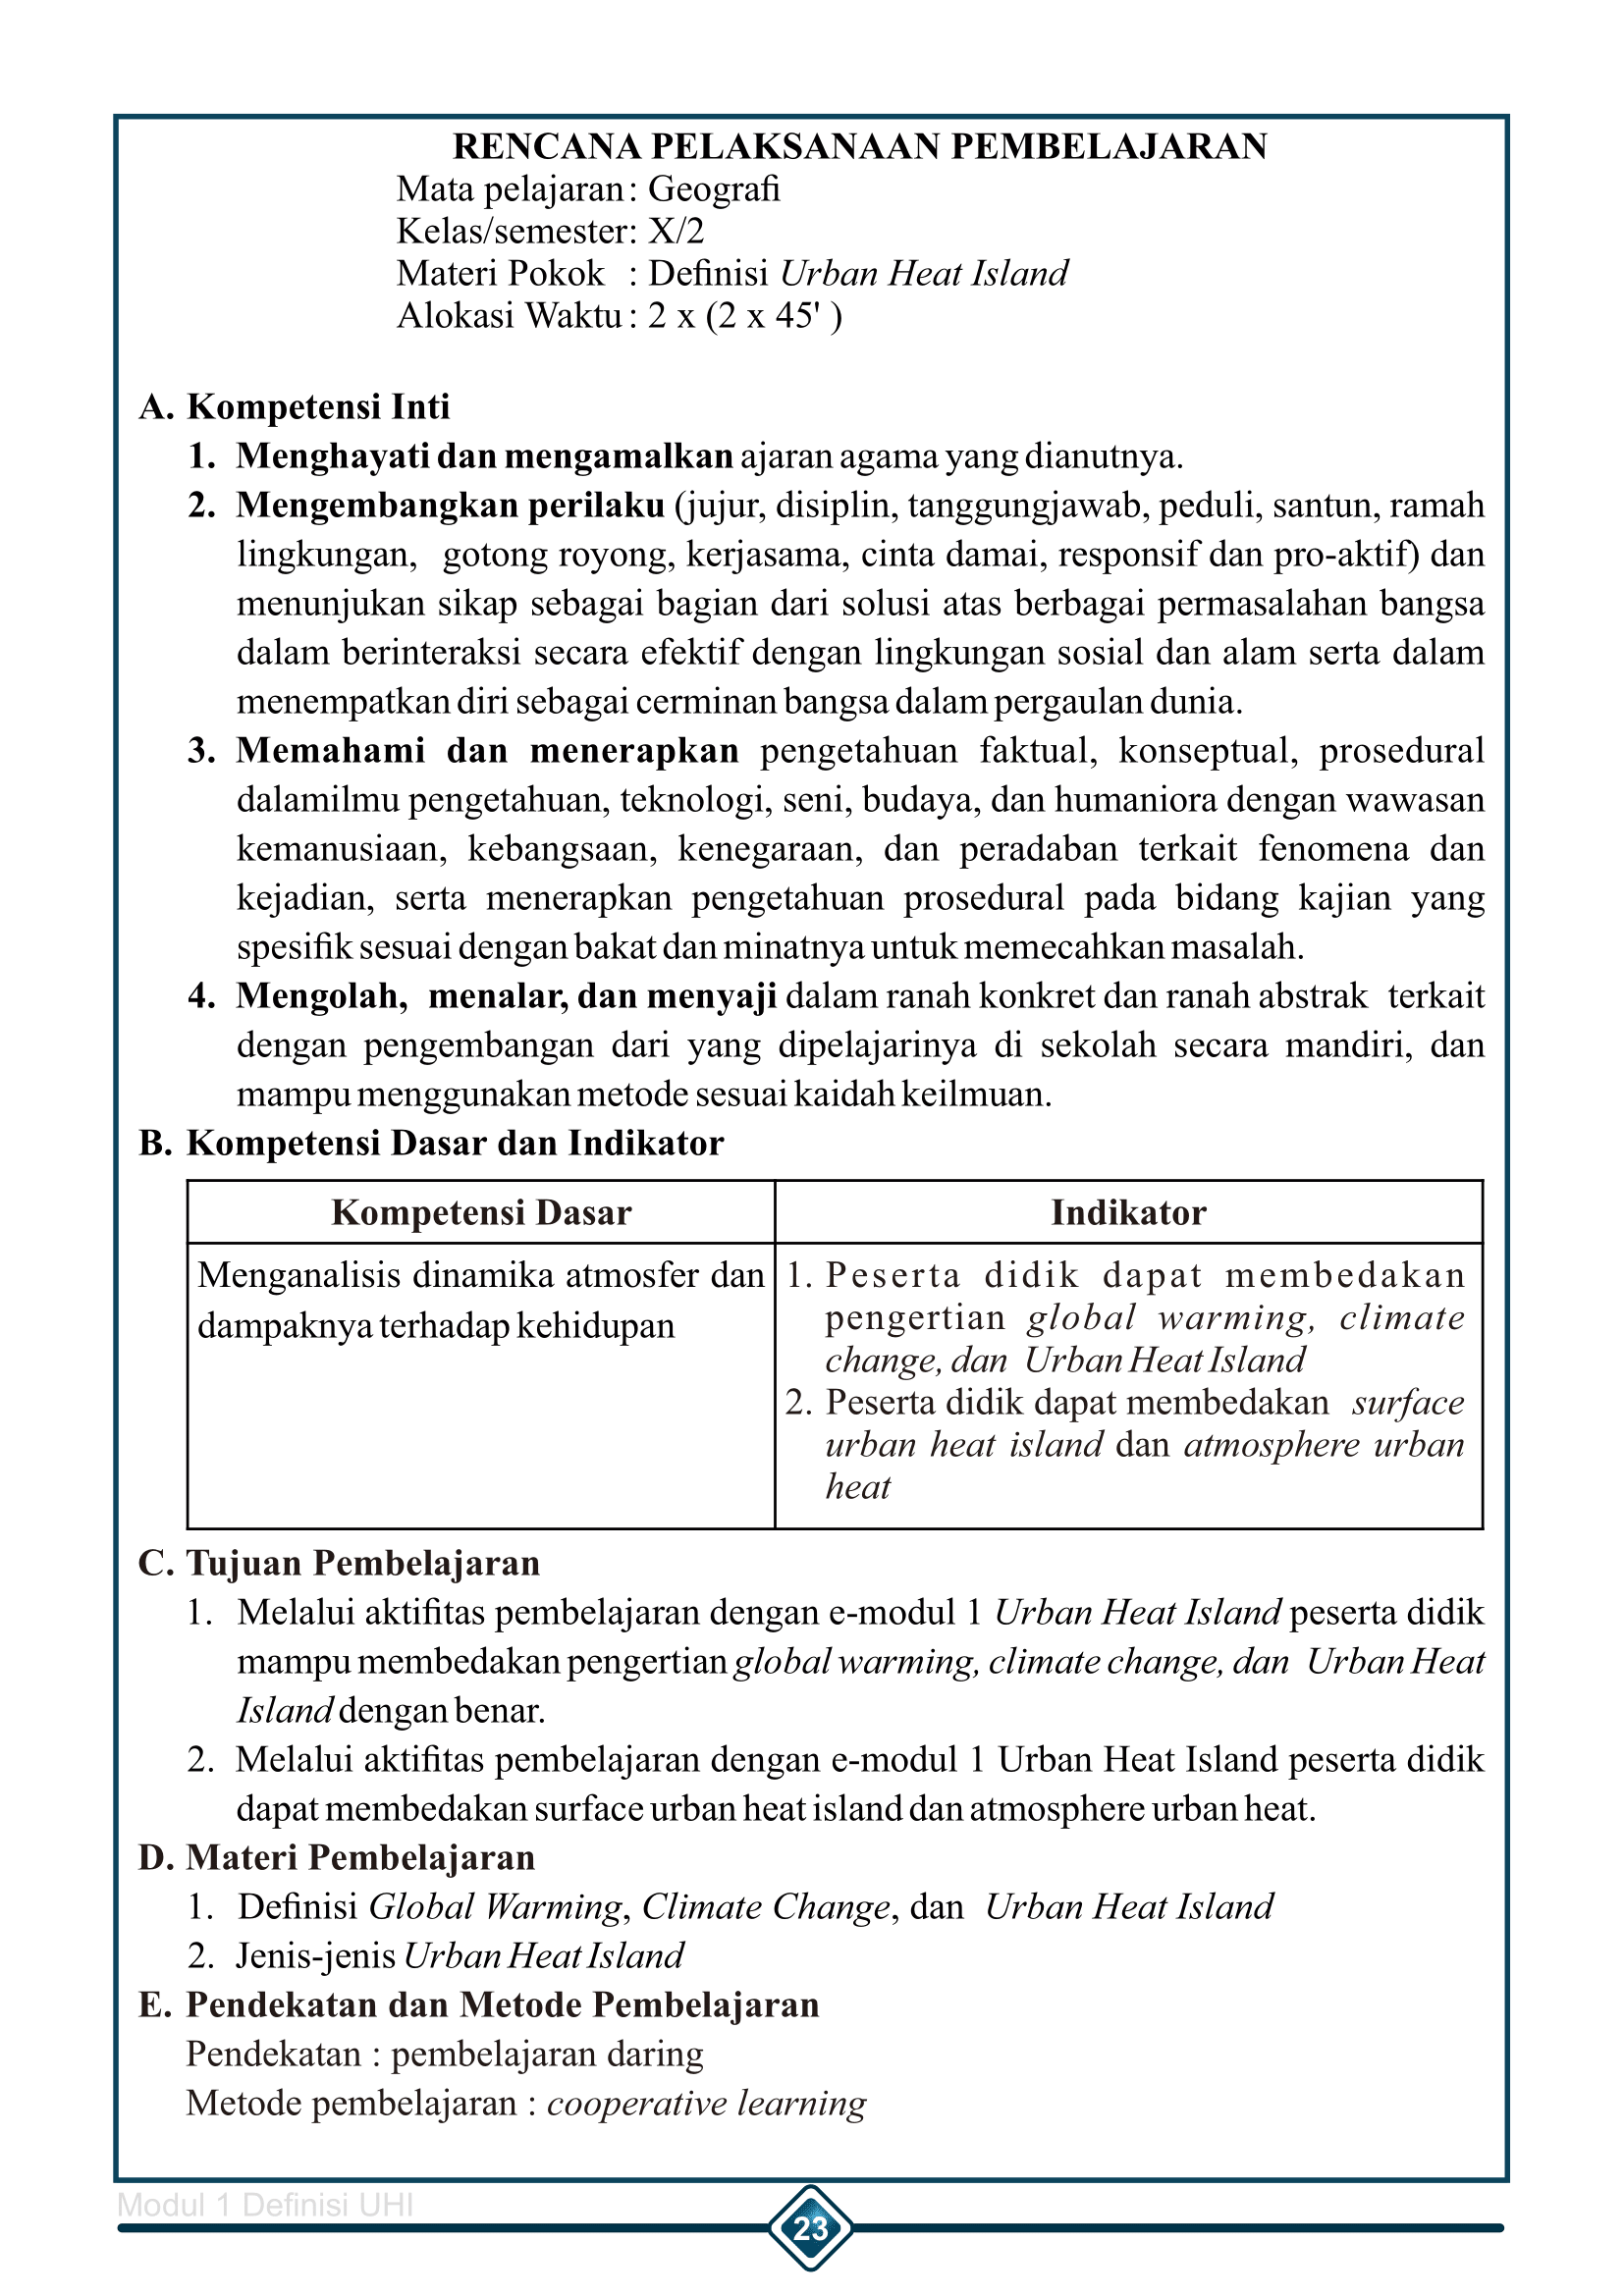 RENCANA PELAKSANAAN PEMBELAJARAN
Mata pelajaran : Geografi
Kelas/semester: X/2
Materi Pokok : Definisi Urban Heat Island
Alokasi Waktu : 2 x (2 x 45' )
A. Kompetensi Inti
1. Menghayati dan mengamalkan ajaran agama yang dianutnya.
2. Mengembangkan perilaku (jujur, disiplin, tanggungjawab, peduli, santun, ramah
lingkungan, gotong royong, kerjasama, cinta damai, responsif dan pro-aktif) dan
menunjukan sikap sebagai bagian dari solusi atas berbagai permasalahan bangsa
dalam berinteraksi secara efektif dengan lingkungan sosial dan alam serta dalam
menempatkan diri sebagai cerminan bangsa dalam pergaulan dunia.
3. Memahami dan menerapkan pengetahuan faktual, konseptual, prosedural
dalamilmu pengetahuan, teknologi, seni, budaya, dan humaniora dengan wawasan
kemanusiaan, kebangsaan, kenegaraan, dan peradaban terkait fenomena dan
kejadian, serta menerapkan pengetahuan prosedural pada bidang kajian yang
spesifik sesuai dengan bakat dan minatnya untuk memecahkan masalah.
4. Mengolah, menalar, dan menyaji dalam ranah konkret dan ranah abstrak terkait
dengan pengembangan dari yang dipelajarinya di sekolah secara mandiri, dan
mampu menggunakan metode sesuai kaidah keilmuan.
B. Kompetensi Dasar dan Indikator
Kompetensi Dasar
Indikator
Menganalisis dinamika atmosfer dan
dampaknya terhadap kehidupan
1. Peserta didik dapat membedakan
pengertian global warming, climate
change, dan Urban Heat Island
2. Peserta didik dapat membedakan surface
urban heat island dan atmosphere urban
heat
C. Tujuan Pembelajaran
1. Melalui aktifitas pembelajaran dengan e-modul 1 Urban Heat Island peserta didik
mampu membedakan pengertian global warming, climate change, dan Urban Heat
Island dengan benar.
2. Melalui aktifitas pembelajaran dengan e-modul 1 Urban Heat Island peserta didik
dapat membedakan surface urban heat island dan atmosphere urban heat.
D. Materi Pembelajaran
1. Definisi Global Warming, Climate Change, dan Urban Heat Island
2. Jenis-jenis Urban Heat Island
E. Pendekatan dan Metode Pembelajaran
Pendekatan : pembelajaran daring
Metode pembelajaran : cooperative learning
Modul 1 Definisi UHI
23